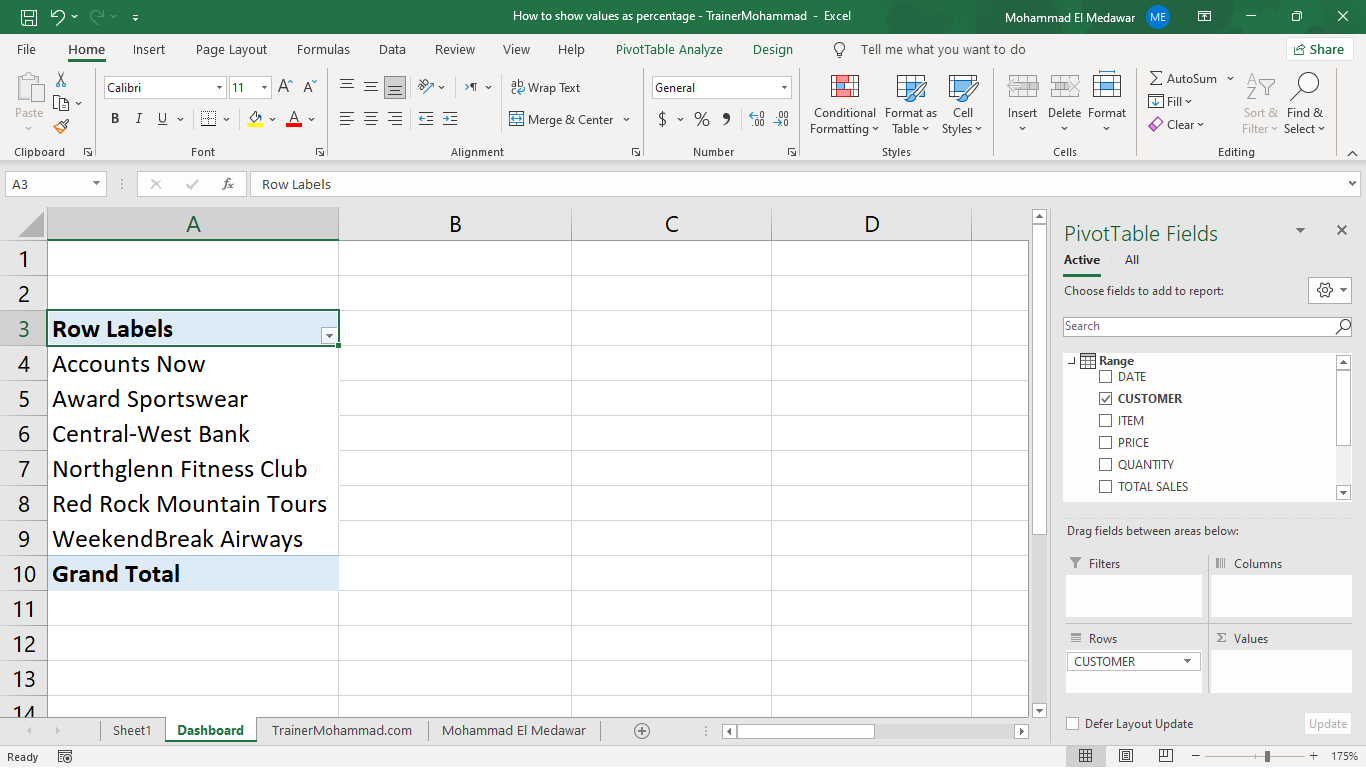 How to show values as percentage - TrainerMohammad - Excel
Mohammad El Medawar ME
File Home Insert Page Layout Formulas Data Review View Help PivotTable Analyze Design Tell me what you want to do Share
Paste
Clipboard
Calibri 11
B I U A
Font
Wrap Text
Merge & Center
Alignment
General
$ %
Number
Conditional Formatting
Format as Table
Cell Styles
Styles
Insert Delete Format
Cells
AutoSum
Fill
Clear
Sort & Filter
Find & Select
Editing
A3 fx Row Labels
A B C D
1
2
3 Row Labels
4 Accounts Now
5 Award Sportswear
6 Central-West Bank
7 Northglenn Fitness Club
8 Red Rock Mountain Tours
9 WeekendBreak Airways
10 Grand Total
11
12
13
14
PivotTable Fields
Active All
Choose fields to add to report:
Search
Range
DATE
CUSTOMER
ITEM
PRICE
QUANTITY
TOTAL SALES
Drag fields between areas below:
Filters Columns
Rows Σ Values
CUSTOMER
Defer Layout Update Update
Sheet1 Dashboard TrainerMohammad.com Mohammad El Medawar
Ready 175%